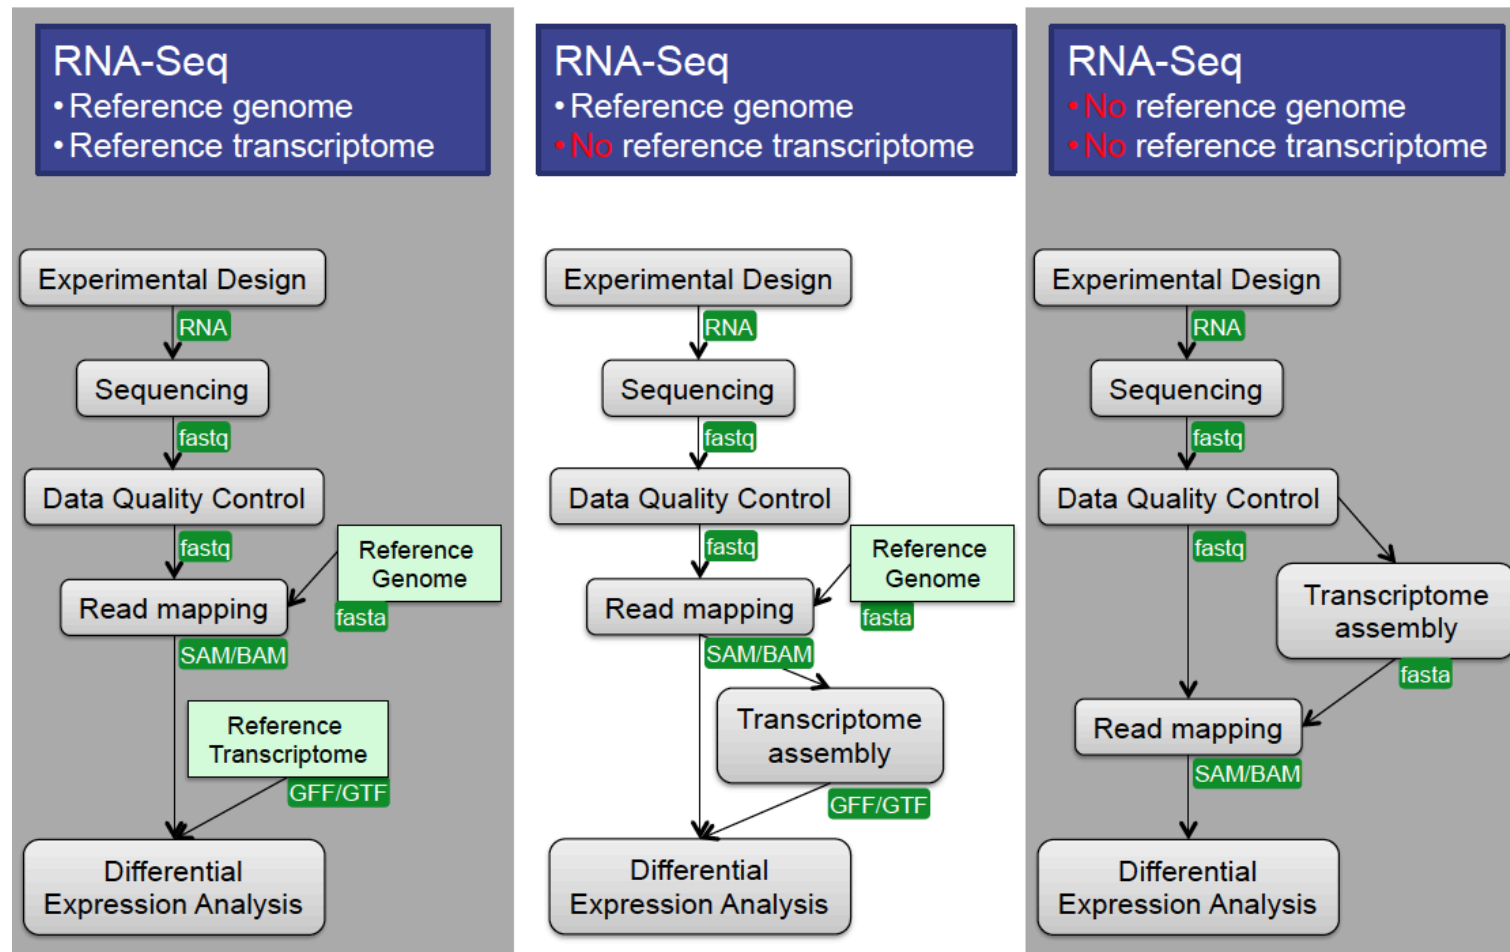 RNA-Seq
• Reference genome
• Reference transcriptome
Experimental Design
RNA
Sequencing
fastq
Data Quality Control
fastq
Reference
Genome
fasta
Read mapping
SAM/BAM
Reference
Transcriptome
GFF/GTF
Differential
Expression Analysis
RNA-Seq
• Reference genome
• No reference transcriptome
Experimental Design
RNA
Sequencing
fastq
Data Quality Control
fastq
Reference
Genome
fasta
Read mapping
SAM/BAM
Transcriptome
assembly
GFF/GTF
Differential
Expression Analysis
RNA-Seq
• No reference genome
• No reference transcriptome
Experimental Design
RNA
Sequencing
fastq
Data Quality Control
fastq
Transcriptome
assembly
fasta
Read mapping
SAM/BAM
Differential
Expression Analysis